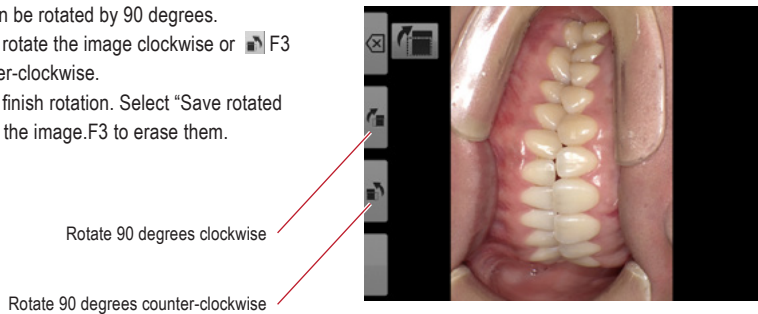 n be rotated by 90 degrees.
rotate the image clockwise or F3
er-clockwise.
finish rotation. Select “Save rotated
the image.F3 to erase them.
Rotate 90 degrees clockwise
Rotate 90 degrees counter-clockwise